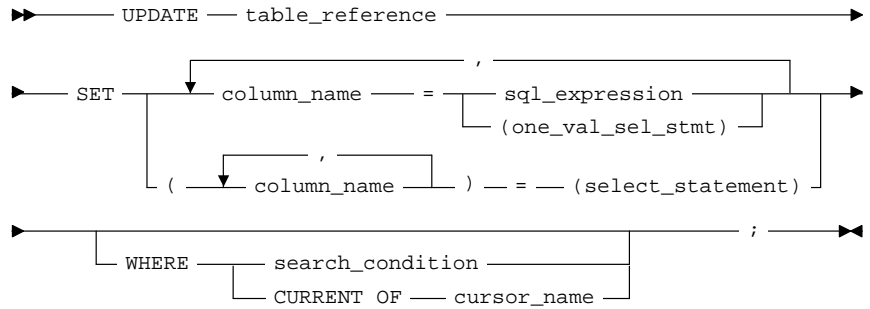 UPDATE table_reference
,
SET column_name = sql_expression
(one_val_sel_stmt)
,
( column_name ) = (select_statement)
;
WHERE search_condition
CURRENT OF cursor_name